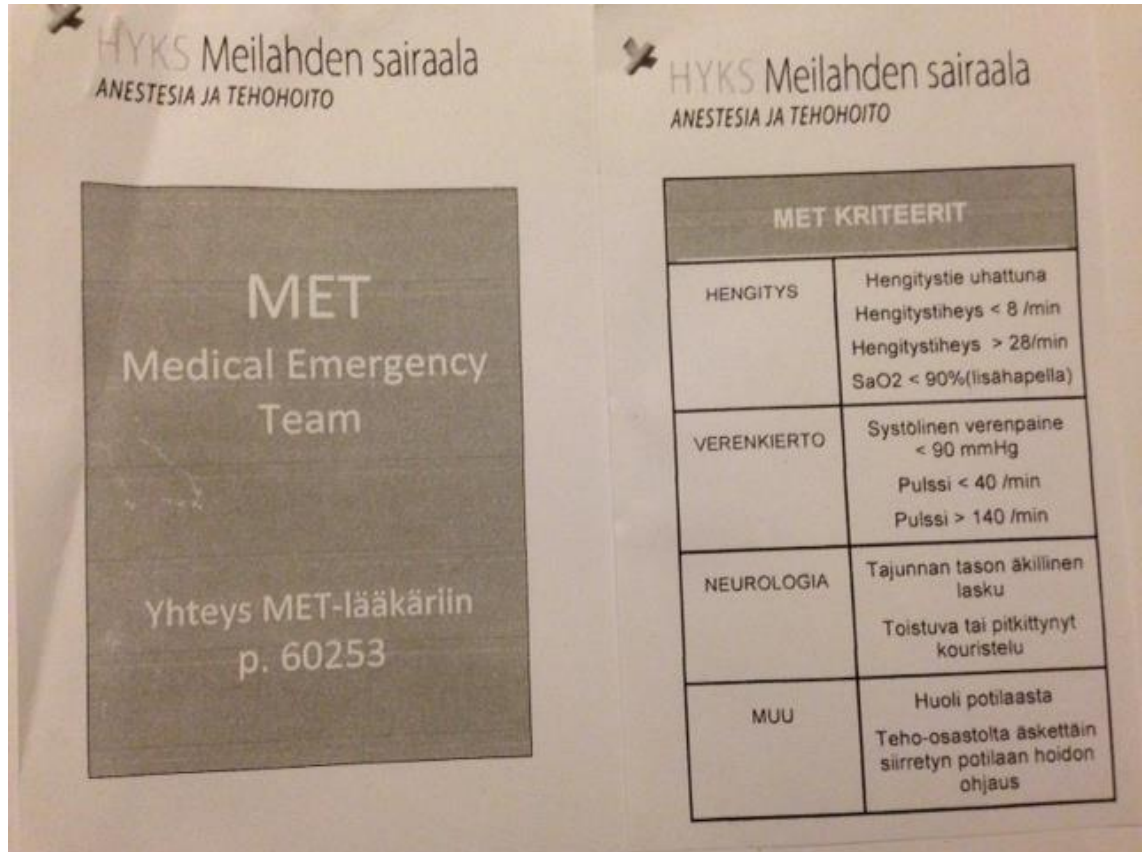 HYKS Meilahden sairaala
ANESTESIA JA TEHOHOITO
MET
Medical Emergency
Team
Yhteys MET-lääkäriin
p. 60253
HYKS Meilahden sairaala
ANESTESIA JA TEHOHOITO
MET KRITEERIT
HENGITYS
Hengitystie uhattuna
Hengitystiheys < 8 /min
Hengitystiheys > 28/min
SaO2 < 90%(lisähapella)
VERENKIERTO
Systolinen verenpaine
< 90 mmHg
Pulssi < 40 /min
Pulssi > 140 /min
NEUROLOGIA
Tajunnan tason äkillinen
lasku
Toistuva tai pitkittynyt
kouristelu
MUU
Huoli potilaasta
Teho-osastolta äskettäin
siirretyn potilaan hoidon
ohjaus